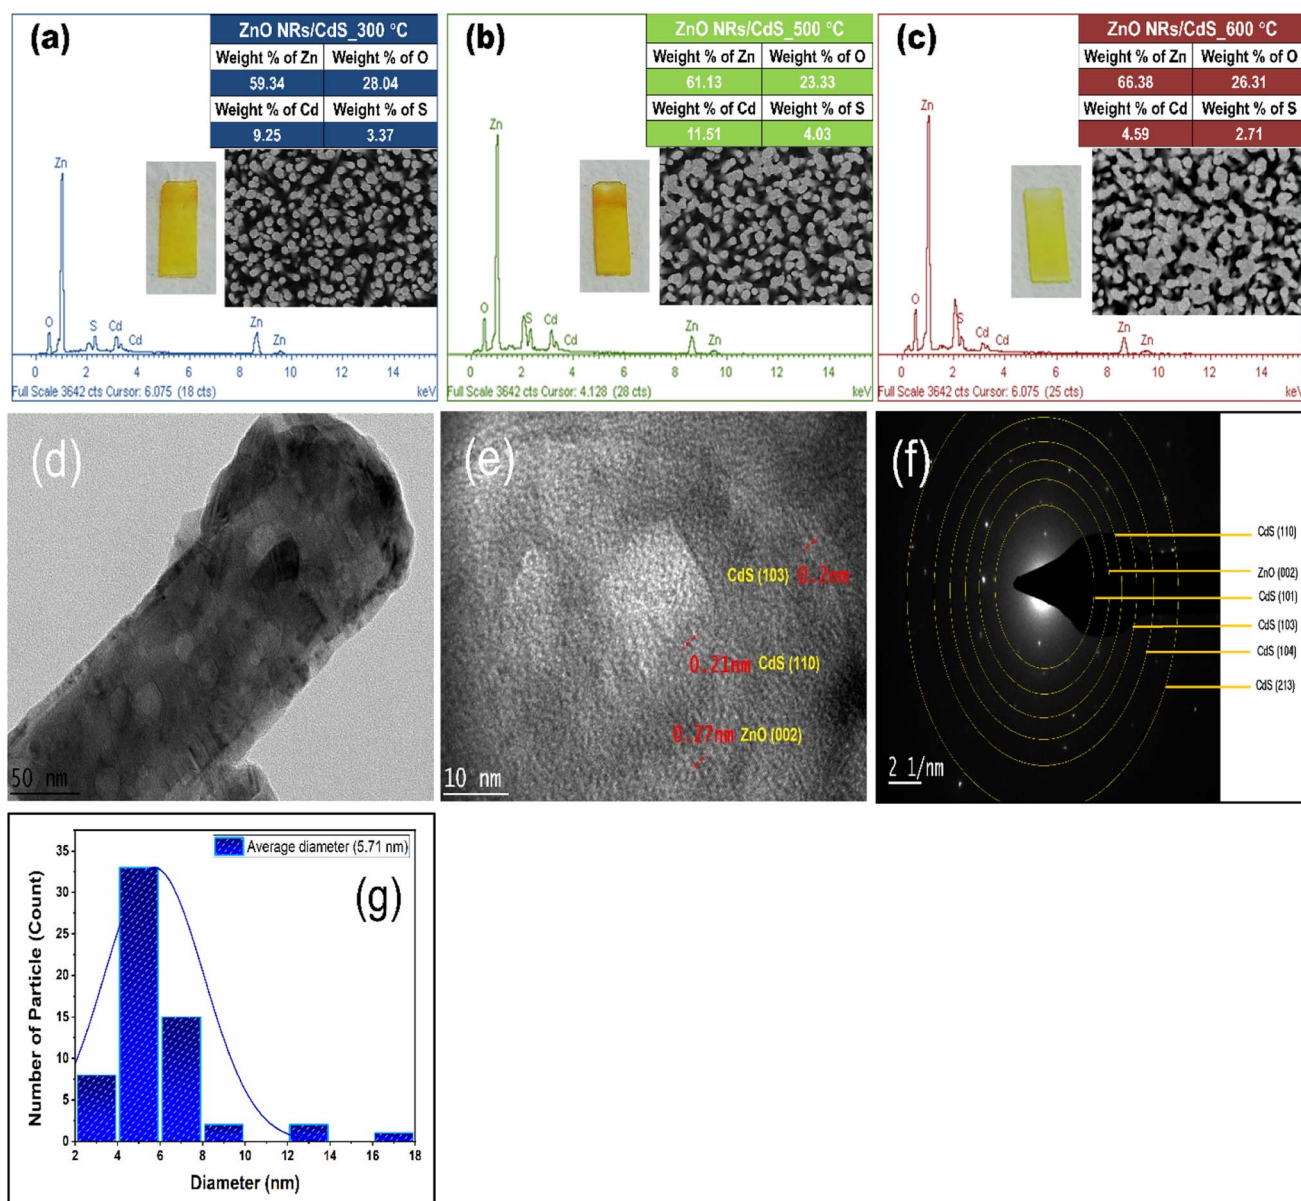 (a)
ZnO NRs/CdS_300 °C
Weight % of Zn Weight % of O
59.34 28.04
Weight % of Cd Weight % of S
9.25 3.37
Zn
O
S
Cd
Cd
Zn
Zn
0 2 4 6 8 10 12 14
Full Scale 3642 cts Cursor: 6.075 (18 cts)
keV
(b)
ZnO NRs/CdS_500 °C
Weight % of Zn Weight % of O
61.13 23.33
Weight % of Cd Weight % of S
11.51 4.03
Zn
O
S
Cd
Cd
Zn
Zn
0 2 4 6 8 10 12 14
Full Scale 3642 cts Cursor: 4.128 (28 cts)
keV
(c)
ZnO NRs/CdS_600 °C
Weight % of Zn Weight % of O
66.38 26.31
Weight % of Cd Weight % of S
4.59 2.71
Zn
O
S
Cd
Cd
Zn
Zn
0 2 4 6 8 10 12 14
Full Scale 3642 cts Cursor: 6.075 (25 cts)
keV
(d)
50 nm
(e)
CdS (103) 0.2nm
0.21nm CdS (110)
0.27nm ZnO (002)
10 nm
(f)
CdS (110)
ZnO (002)
CdS (101)
CdS (103)
CdS (104)
CdS (213)
2 1/nm
(g)
Average diameter (5.71 nm)
Number of Particle (Count)
35
30
25
20
15
10
5
0
2 4 6 8 10 12 14 16 18
Diameter (nm)